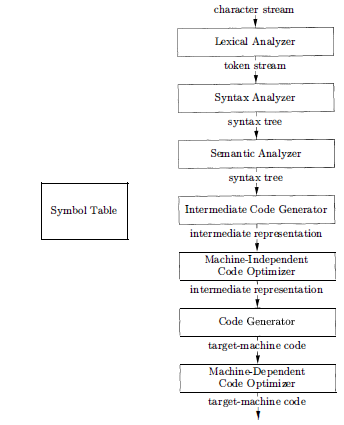 character stream
Lexical Analyzer
token stream
Syntax Analyzer
syntax tree
Semantic Analyzer
syntax tree
Symbol Table
Intermediate Code Generator
intermediate representation
Machine-Independent
Code Optimizer
intermediate representation
Code Generator
target-machine code
Machine-Dependent
Code Optimizer
target-machine code